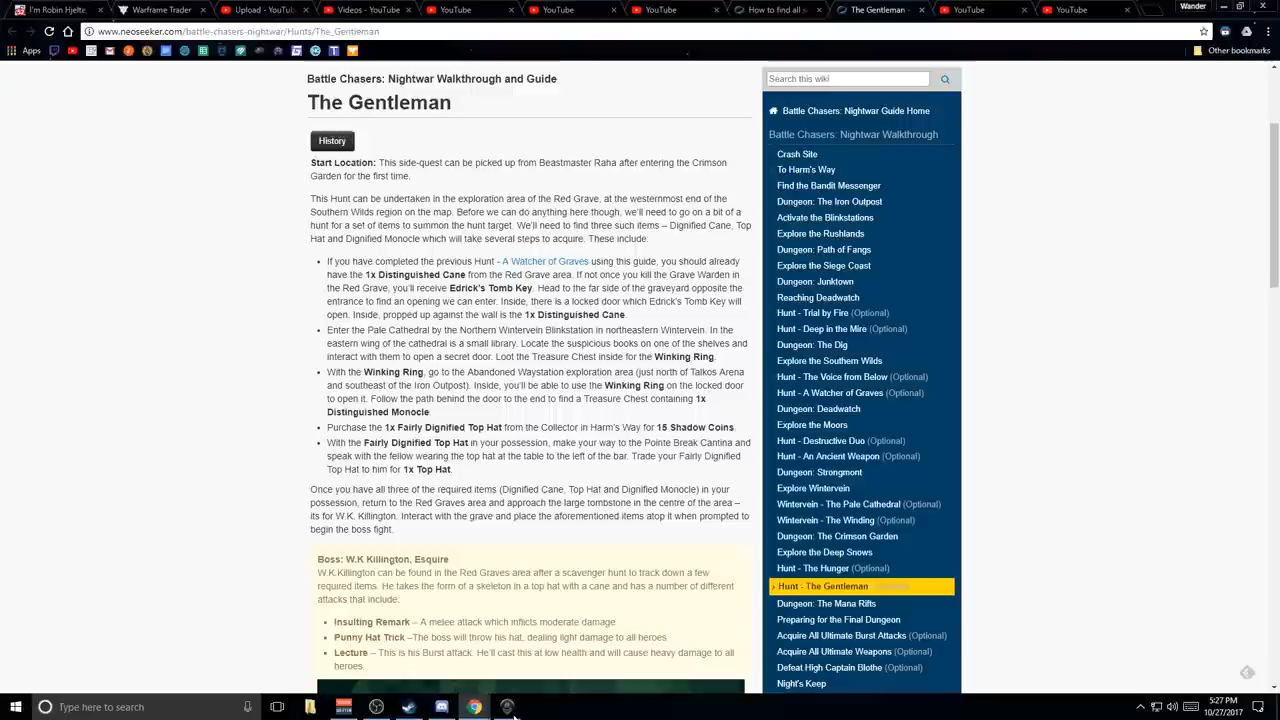 I'm Robin Hjelte.
Warframe Trader
Upload - YouTu
YouTube
YouTube
YouTube
How to find all
The Gentleman -
YouTube
YouTube
Wander
www.neoseeker.com/battle-chasers-nightwar/Hunts/The_Gentleman
Apps
Other bookmarks
Battle Chasers: Nightwar Walkthrough and Guide
The Gentleman
History
Start Location: This side-quest can be picked up from Beastmaster Raha after entering the Crimson
Garden for the first time.
This Hunt can be undertaken in the exploration area of the Red Grave, at the westernmost end of the
Southern Wilds region on the map. Before we can do anything here though, we'll need to go on a bit of a
hunt for a set of items to summon the hunt target. We'll need to find three such items – Dignified Cane, Top
Hat and Dignified Monocle which will take several steps to acquire. These include:
• If you have completed the previous Hunt - A Watcher of Graves using this guide, you should already
have the 1x Distinguished Cane from the Red Grave area. If not once you kill the Grave Warden in
the Red Grave, you'll receive Edrick's Tomb Key. Head to the far side of the graveyard opposite the
entrance to find an opening we can enter. Inside, there is a locked door which Edrick's Tomb Key will
open. Inside, propped up against the wall is the 1x Distinguished Cane.
• Enter the Pale Cathedral by the Northern Wintervein Blinkstation in northeastern Wintervein. In the
eastern wing of the cathedral is a small library. Locate the suspicious books on one of the shelves and
interact with them to open a secret door. Loot the Treasure Chest inside for the Winking Ring.
• With the Winking Ring, go to the Abandoned Waystation exploration area (just north of Talkos Arena
and southeast of the Iron Outpost). Inside, you'll be able to use the Winking Ring on the locked door
to open it. Follow the path behind the door to the end to find a Treasure Chest containing 1x
Distinguished Monocle.
• Purchase the 1x Fairly Dignified Top Hat from the Collector in Harm's Way for 15 Shadow Coins.
• With the Fairly Dignified Top Hat in your possession, make your way to the Pointe Break Cantina and
speak with the fellow wearing the top hat at the table to the left of the bar. Trade your Fairly Dignified
Top Hat to him for 1x Top Hat.
Once you have all three of the required items (Dignified Cane, Top Hat and Dignified Monocle) in your
possession, return to the Red Graves area and approach the large tombstone in the centre of the area –
its for W.K. Killington. Interact with the grave and place the aforementioned items atop it when prompted to
begin the boss fight.
Boss: W.K Killington, Esquire
W.K.Killington can be found in the Red Graves area after a scavenger hunt to track down a few
required items. He takes the form of a skeleton in a top hat with a cane and has a number of different
attacks that include:
• Insulting Remark – A melee attack which inflicts moderate damage
• Punny Hat Trick –The boss will throw his hat, dealing light damage to all heroes.
• Lecture – This is his Burst attack. He'll cast this at low health and will cause heavy damage to all
heroes.
Search this wiki
Battle Chasers: Nightwar Guide Home
Battle Chasers: Nightwar Walkthrough
Crash Site
To Harm's Way
Find the Bandit Messenger
Dungeon: The Iron Outpost
Activate the Blinkstations
Explore the Rushlands
Dungeon: Path of Fangs
Explore the Siege Coast
Dungeon: Junktown
Reaching Deadwatch
Hunt - Trial by Fire (Optional)
Hunt - Deep in the Mire (Optional)
Dungeon: The Dig
Explore the Southern Wilds
Hunt - The Voice from Below (Optional)
Hunt - A Watcher of Graves (Optional)
Dungeon: Deadwatch
Explore the Moors
Hunt - Destructive Duo (Optional)
Hunt - An Ancient Weapon (Optional)
Dungeon: Strongmont
Explore Wintervein
Wintervein - The Pale Cathedral (Optional)
Wintervein - The Winding (Optional)
Dungeon: The Crimson Garden
Explore the Deep Snows
Hunt - The Hunger (Optional)
› Hunt - The Gentleman
Dungeon: The Mana Rifts
Preparing for the Final Dungeon
Acquire All Ultimate Burst Attacks (Optional)
Acquire All Ultimate Weapons (Optional)
Defeat High Captain Blothe (Optional)
Night's Keep
Type here to search
5:27 PM
10/27/2017